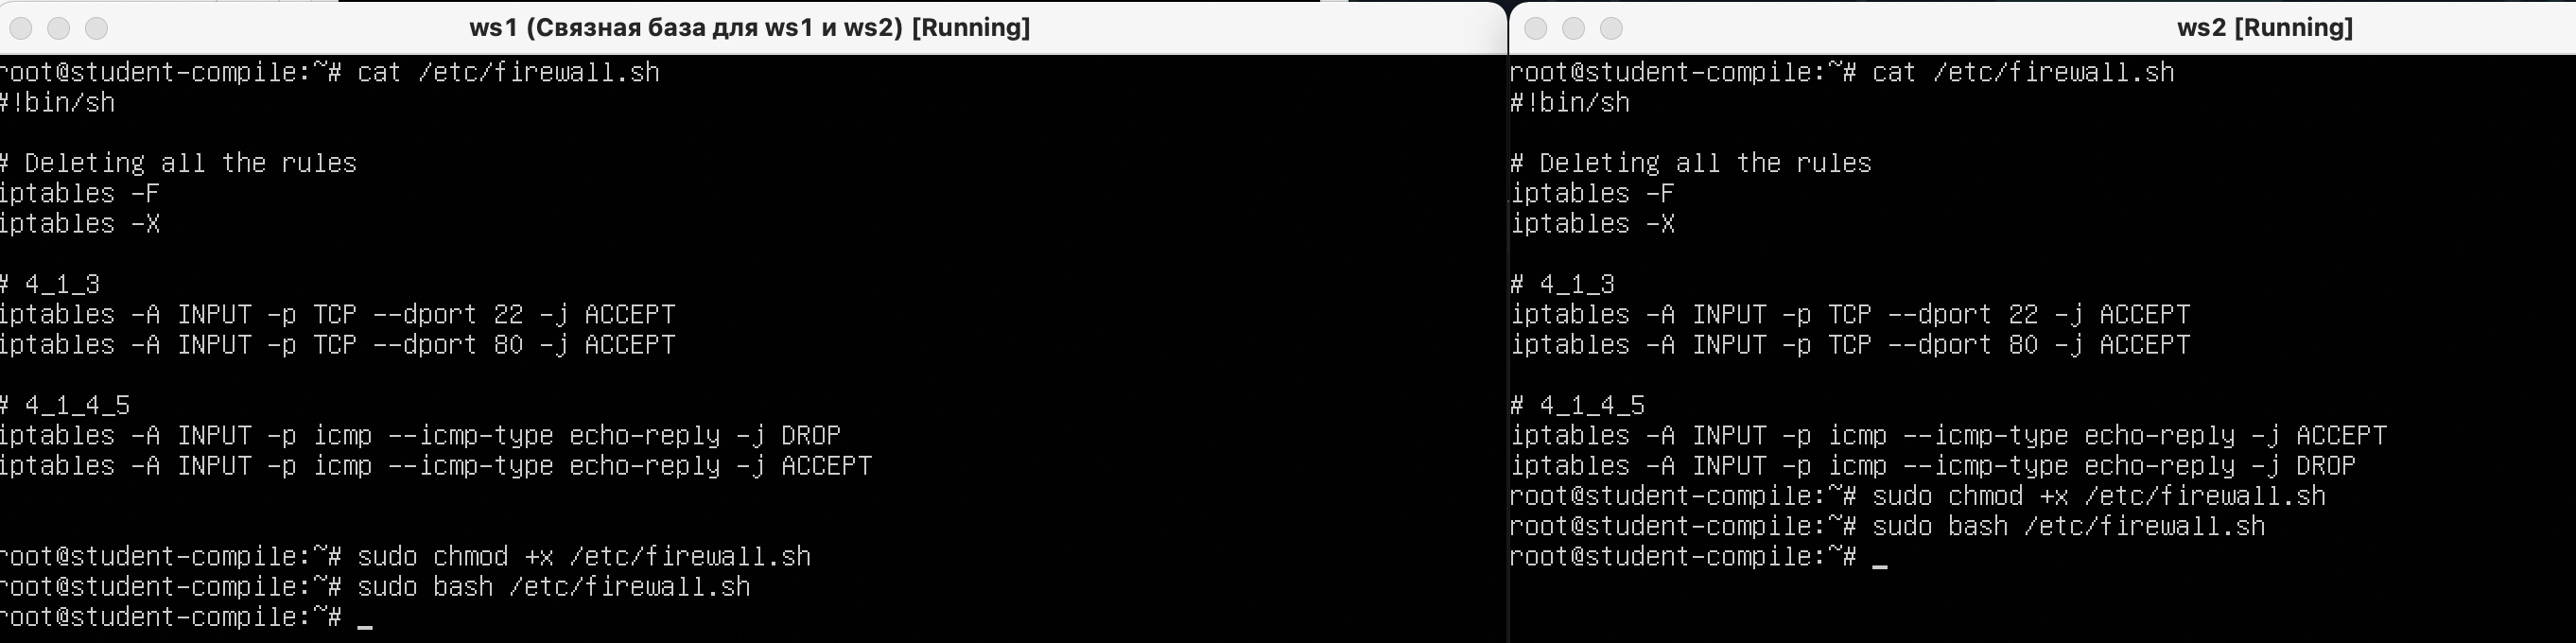 ws1 (Связная база для ws1 и ws2) [Running]
root@student-compile:~# cat /etc/firewall.sh
#!bin/sh
# Deleting all the rules
iptables -F
iptables -X
# 4_1_3
iptables -A INPUT -p TCP --dport 22 -j ACCEPT
iptables -A INPUT -p TCP --dport 80 -j ACCEPT
# 4_1_4_5
iptables -A INPUT -p icmp --icmp-type echo-reply -j DROP
iptables -A INPUT -p icmp --icmp-type echo-reply -j ACCEPT
root@student-compile:~# sudo chmod +x /etc/firewall.sh
root@student-compile:~# sudo bash /etc/firewall.sh
root@student-compile:~# _
ws2 [Running]
root@student-compile:~# cat /etc/firewall.sh
#!bin/sh
# Deleting all the rules
iptables -F
iptables -X
# 4_1_3
iptables -A INPUT -p TCP --dport 22 -j ACCEPT
iptables -A INPUT -p TCP --dport 80 -j ACCEPT
# 4_1_4_5
iptables -A INPUT -p icmp --icmp-type echo-reply -j ACCEPT
iptables -A INPUT -p icmp --icmp-type echo-reply -j DROP
root@student-compile:~# sudo chmod +x /etc/firewall.sh
root@student-compile:~# sudo bash /etc/firewall.sh
root@student-compile:~# _